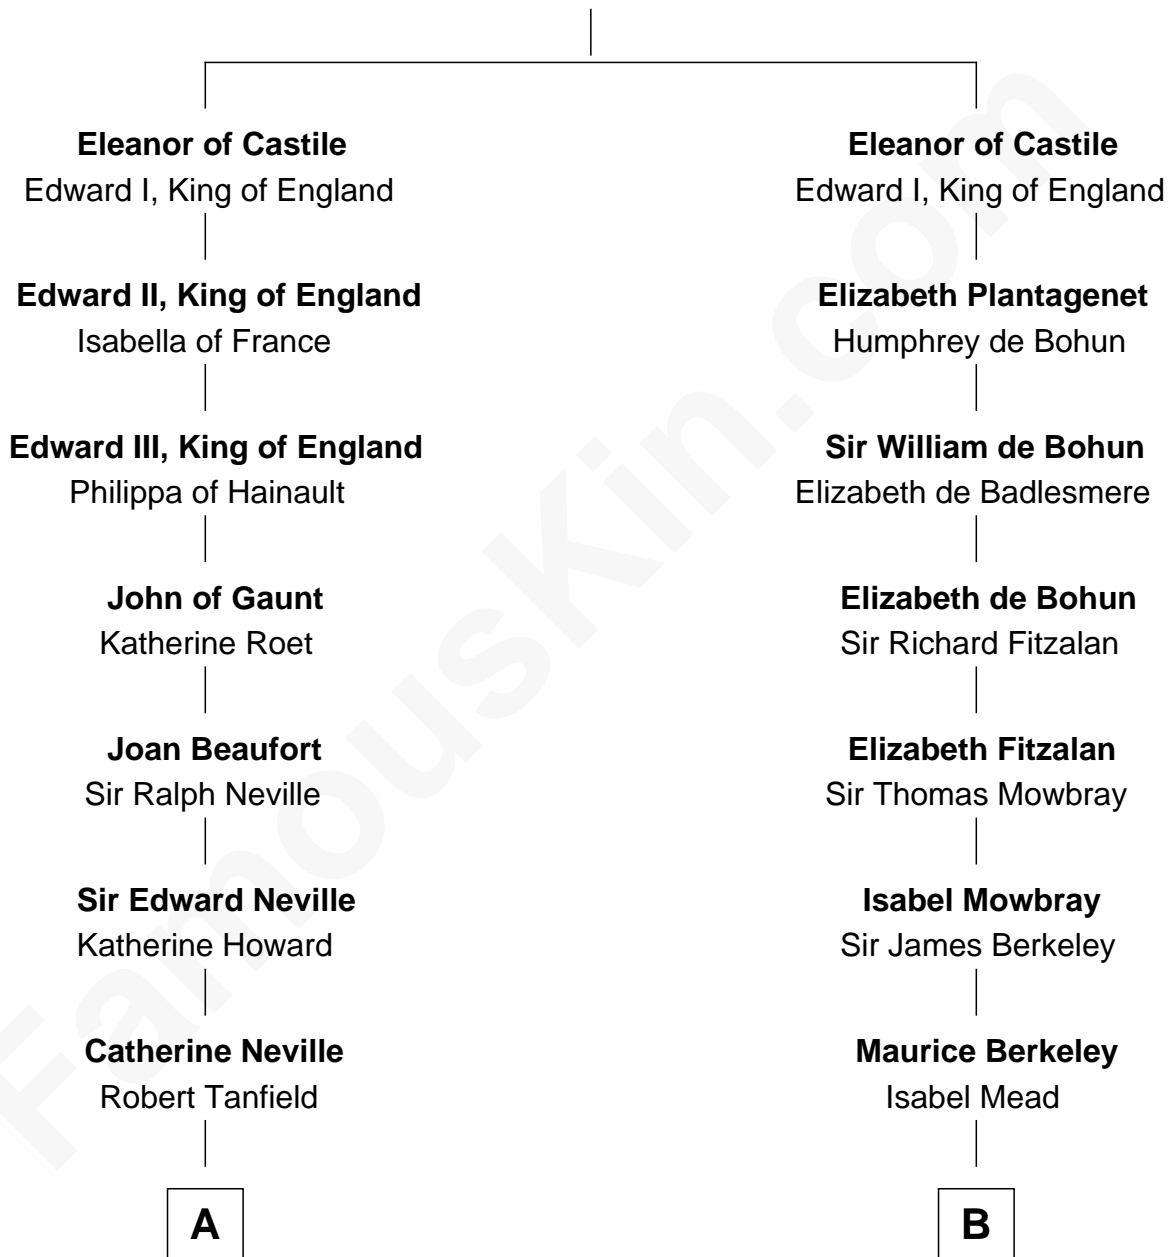 Eleanor of Castile
Edward I, King of England
Edward II, King of England
Isabella of France
Edward III, King of England
Philippa of Hainault
John of Gaunt
Katherine Roet
Joan Beaufort
Sir Ralph Neville
Sir Edward Neville
Katherine Howard
Catherine Neville
Robert Tanfield
A
Eleanor of Castile
Edward I, King of England
Elizabeth Plantagenet
Humphrey de Bohun
Sir William de Bohun
Elizabeth de Badlesmere
Elizabeth de Bohun
Sir Richard Fitzalan
Elizabeth Fitzalan
Sir Thomas Mowbray
Isabel Mowbray
Sir James Berkeley
Maurice Berkeley
Isabel Mead
B
FamousKin.com